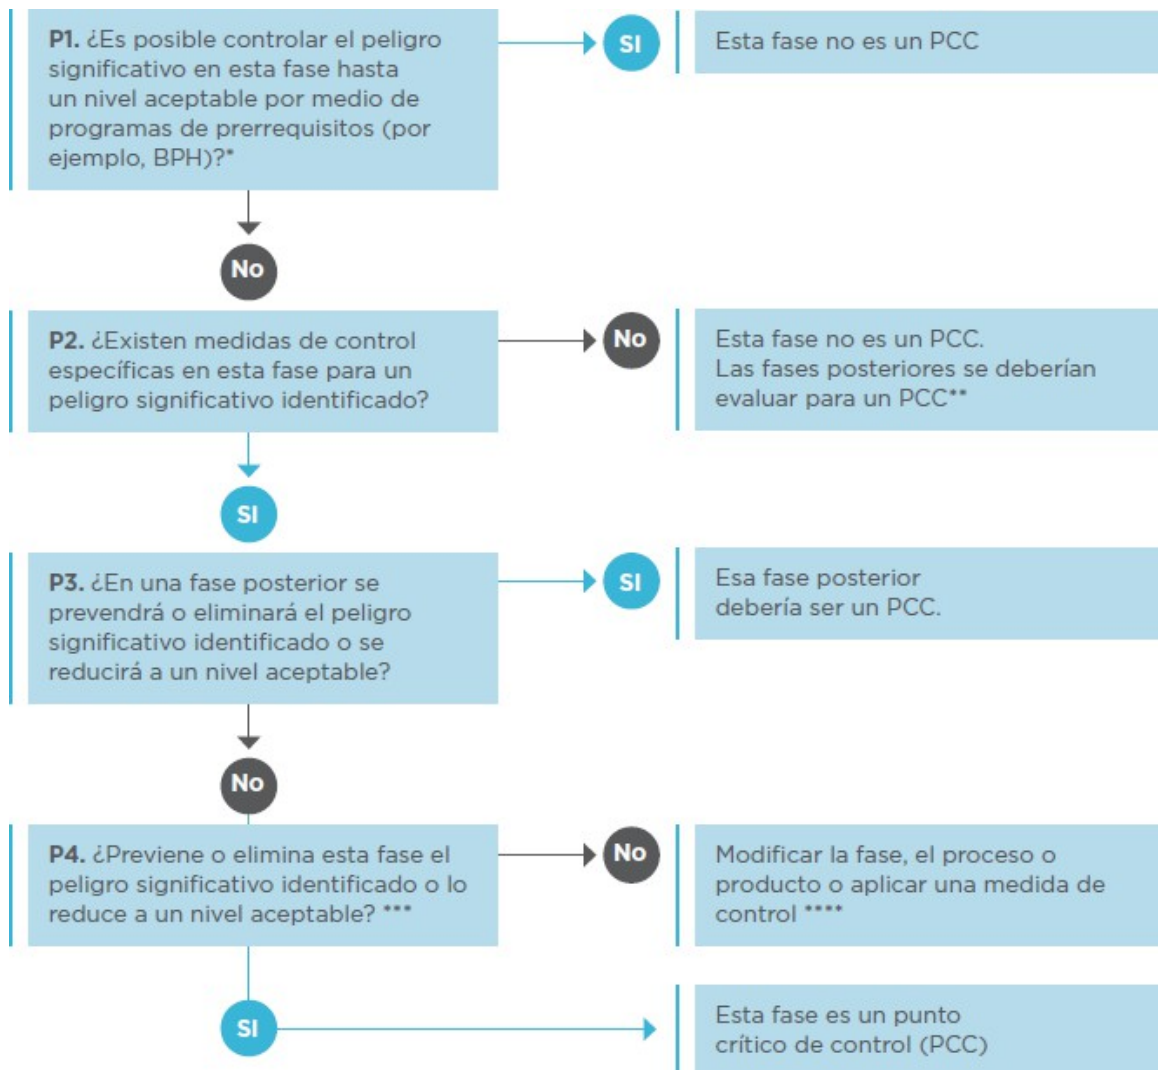 P1. ¿Es posible controlar el peligro
significativo en esta fase hasta
un nivel aceptable por medio de
programas de prerrequisitos (por
ejemplo, BPH)?*
SI
Esta fase no es un PCC
No
P2. ¿Existen medidas de control
específicas en esta fase para un
peligro significativo identificado?
No
Esta fase no es un PCC.
Las fases posteriores se deberían
evaluar para un PCC**
SI
P3. ¿En una fase posterior se
prevendrá o eliminará el peligro
significativo identificado o se
reducirá a un nivel aceptable?
SI
Esa fase posterior
debería ser un PCC.
No
P4. ¿Previene o elimina esta fase el
peligro significativo identificado o lo
reduce a un nivel aceptable? ***
No
Modificar la fase, el proceso o
producto o aplicar una medida de
control ****
SI
Esta fase es un punto
crítico de control (PCC)